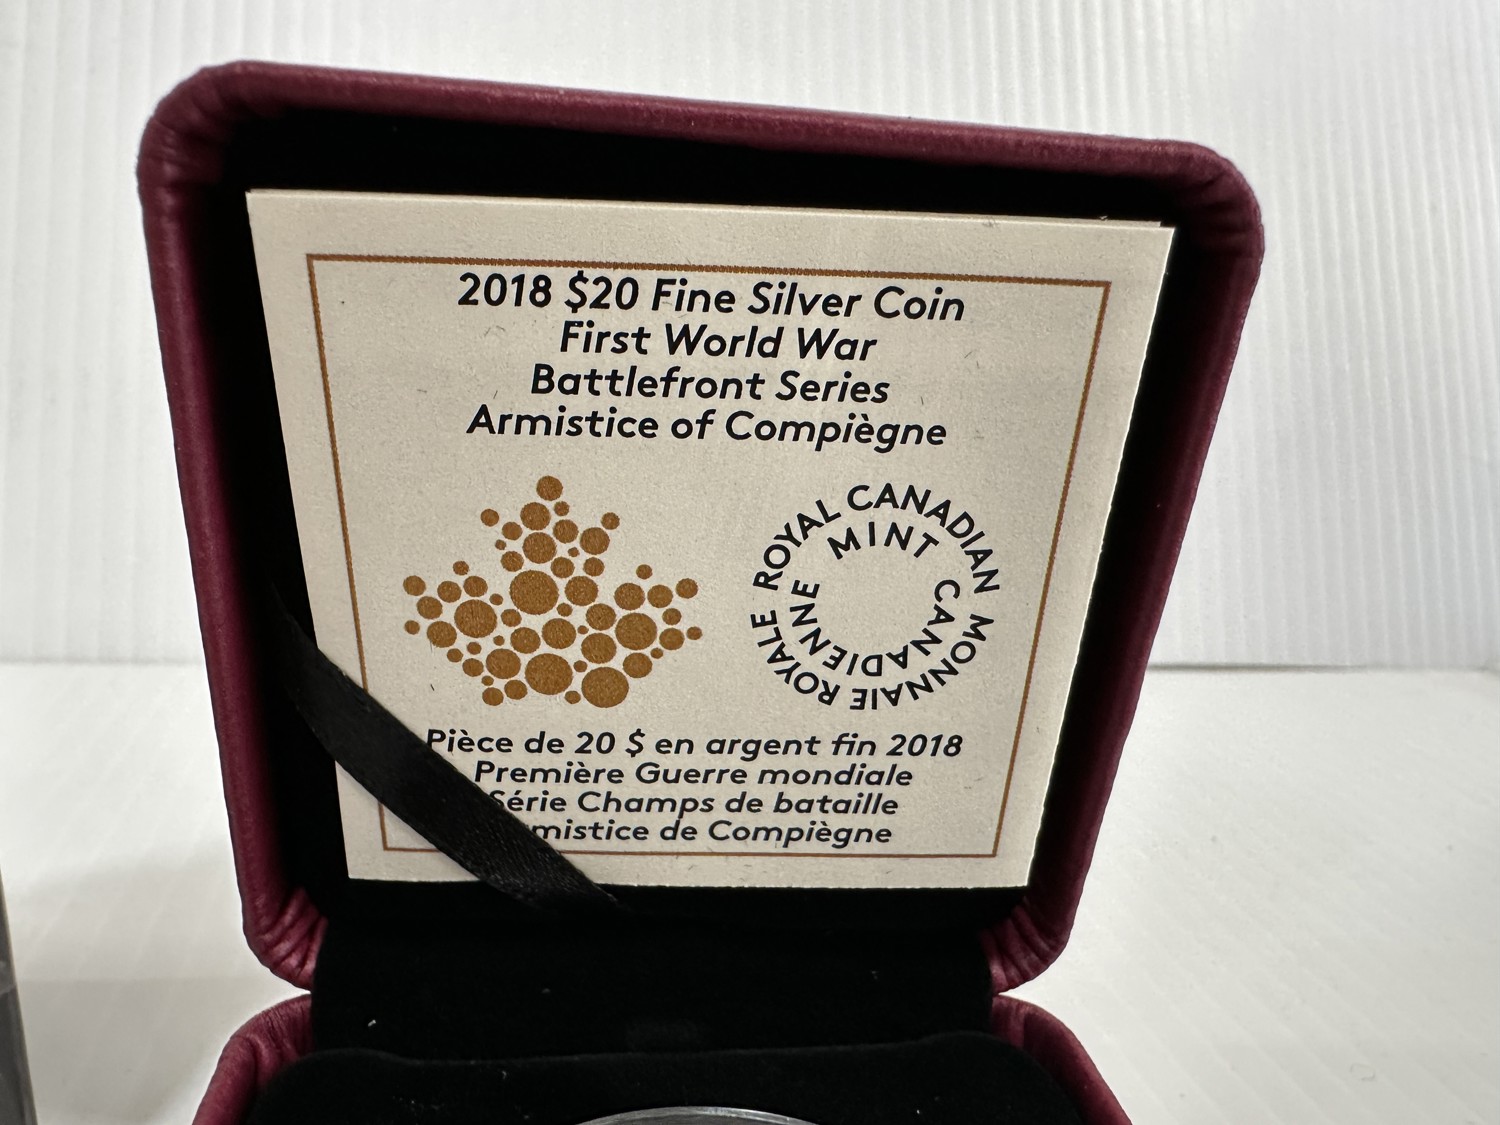 2018 $20 Fine Silver Coin
First World War
Battlefront Series
Armistice of Compiègne
ROYAL CANADIAN MINT
MONNAIE ROYALE CANADIENNE
Pièce de 20 $ en argent fin 2018
Première Guerre mondiale
Série Champs de bataille
mistice de Compiègne